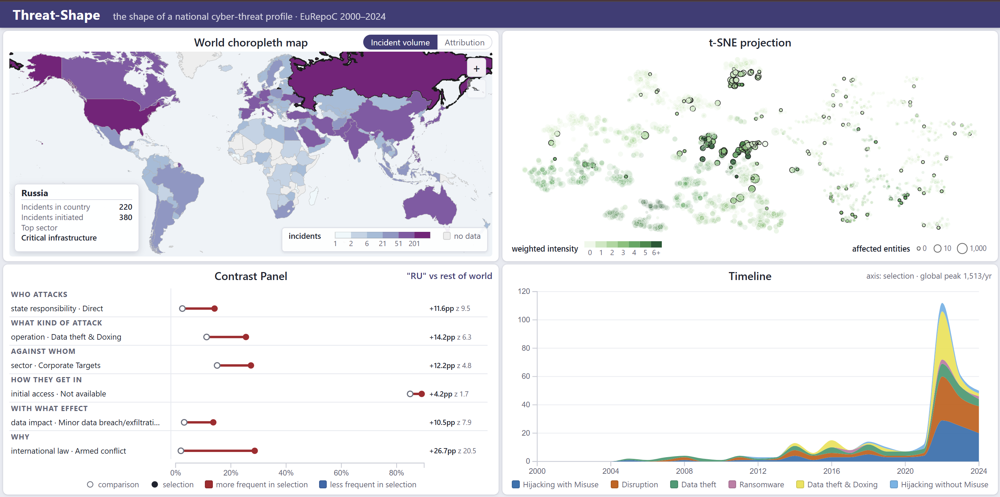 Threat-Shape the shape of a national cyber-threat profile · EuRepoC 2000–2024
World choropleth map
Incident volume
Attribution
+
Russia
Incidents in country 220
Incidents initiated 380
Top sector
Critical infrastructure
incidents
1 2 6 21 51 201
no data
t-SNE projection
weighted intensity
0 1 2 3 4 5 6+
affected entities 0 10 1,000
Contrast Panel
"RU" vs rest of world
WHO ATTACKS
state responsibility · Direct +11.6pp z 9.5
WHAT KIND OF ATTACK
operation · Data theft & Doxing +14.2pp z 6.3
AGAINST WHOM
sector · Corporate Targets +12.2pp z 4.8
HOW THEY GET IN
initial access · Not available +4.2pp z 1.7
WITH WHAT EFFECT
data impact · Minor data breach/exfiltrati... +10.5pp z 7.9
WHY
international law · Armed conflict +26.7pp z 20.5
0% 20% 40% 60% 80%
comparison selection more frequent in selection less frequent in selection
Timeline
axis: selection · global peak 1,513/yr
120
100
80
60
40
20
0
2000 2004 2008 2012 2016 2020 2024
Hijacking with Misuse Disruption Data theft Ransomware Data theft & Doxing Hijacking without Misuse